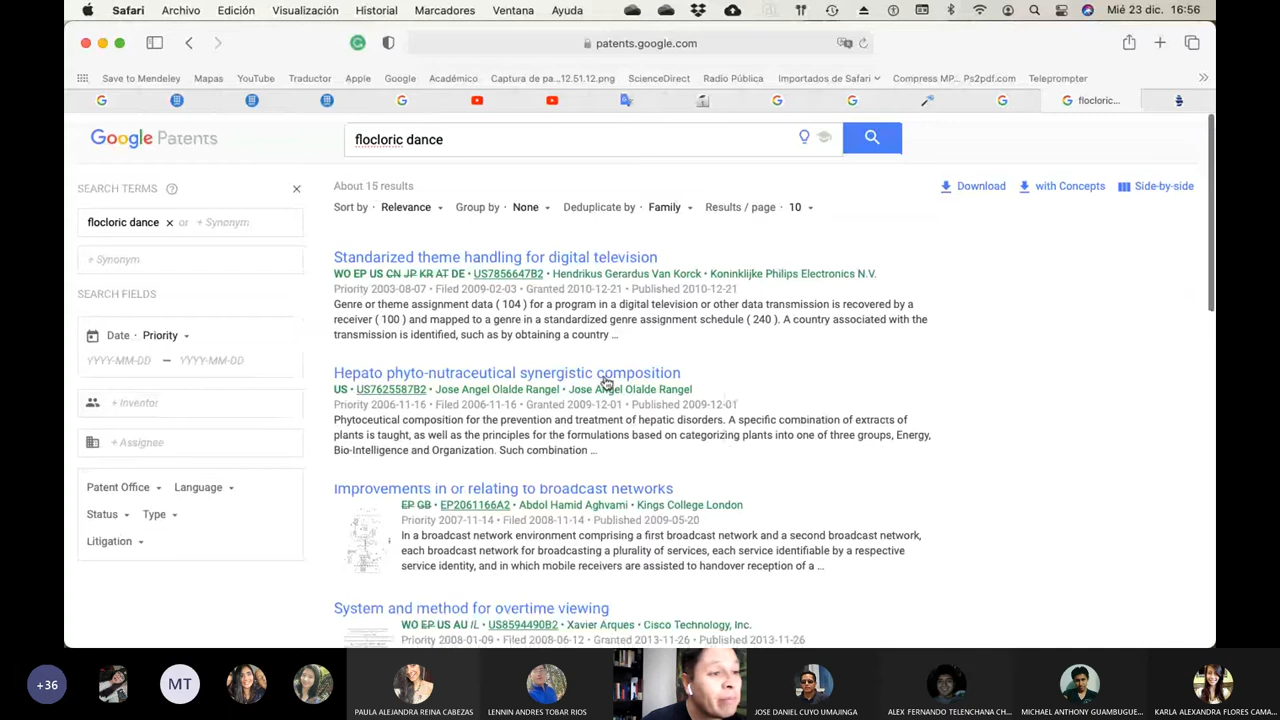 Safari Archivo Edición Visualización Historial Marcadores Ventana Ayuda Mié 23 dic. 16:56
patents.google.com
Save to Mendeley Mapas YouTube Traductor Apple Google Académico Captura de pa...12.51.12.png ScienceDirect Radio Pública Importados de Safari Compress MP... Ps2pdf.com Teleprompter
G flocloric...
Google Patents
flocloric dance
SEARCH TERMS
About 15 results
Download with Concepts Side-by-side
Sort by · Relevance Group by None Deduplicate by Family Results / page · 10
flocloric dance × or + Synonym
+ Synonym
SEARCH FIELDS
Date · Priority
YYYY-MM-DD — YYYY-MM-DD
+ Inventor
+ Assignee
Patent Office Language
Status Type
Litigation
Standarized theme handling for digital television
WO EP US CN JP KR AT DE • US7856647B2 • Hendrikus Gerardus Van Korck • Koninklijke Philips Electronics N.V.
Priority 2003-08-07 • Filed 2009-02-03 • Granted 2010-12-21 • Published 2010-12-21
Genre or theme assignment data ( 104 ) for a program in a digital television or other data transmission is recovered by a
receiver ( 100 ) and mapped to a genre in a standardized genre assignment schedule ( 240 ). A country associated with the
transmission is identified, such as by obtaining a country ...
Hepato phyto-nutraceutical synergistic composition
US • US7625587B2 • Jose Angel Olalde Rangel • Jose Angel Olalde Rangel
Priority 2006-11-16 • Filed 2006-11-16 • Granted 2009-12-01 • Published 2009-12-01
Phytoceutical composition for the prevention and treatment of hepatic disorders. A specific combination of extracts of
plants is taught, as well as the principles for the formulations based on categorizing plants into one of three groups, Energy,
Bio-Intelligence and Organization. Such combination ...
Improvements in or relating to broadcast networks
EP GB • EP2061166A2 • Abdol Hamid Aghvami • Kings College London
Priority 2007-11-14 • Filed 2008-11-14 • Published 2009-05-20
In a broadcast network environment comprising a first broadcast network and a second broadcast network,
each broadcast network for broadcasting a plurality of services, each service identifiable by a respective
service identity, and in which mobile receivers are assisted to handover reception of a ...
System and method for overtime viewing
WO EP US AU IL • US8594490B2 • Xavier Arques • Cisco Technology, Inc.
Priority 2008-01-09 • Filed 2008-06-12 • Granted 2013-11-26 • Published 2013-11-26
+36 MT
PAULA ALEJANDRA REINA CABEZAS LENNIN ANDRES TOBAR RIOS JOSE DANIEL CUYO UMAJINGA ALEX FERNANDO TELENCHANA CH... MICHAEL ANTHONY GUAMBUGUE... KARLA ALEXANDRA FLORES CAMA...